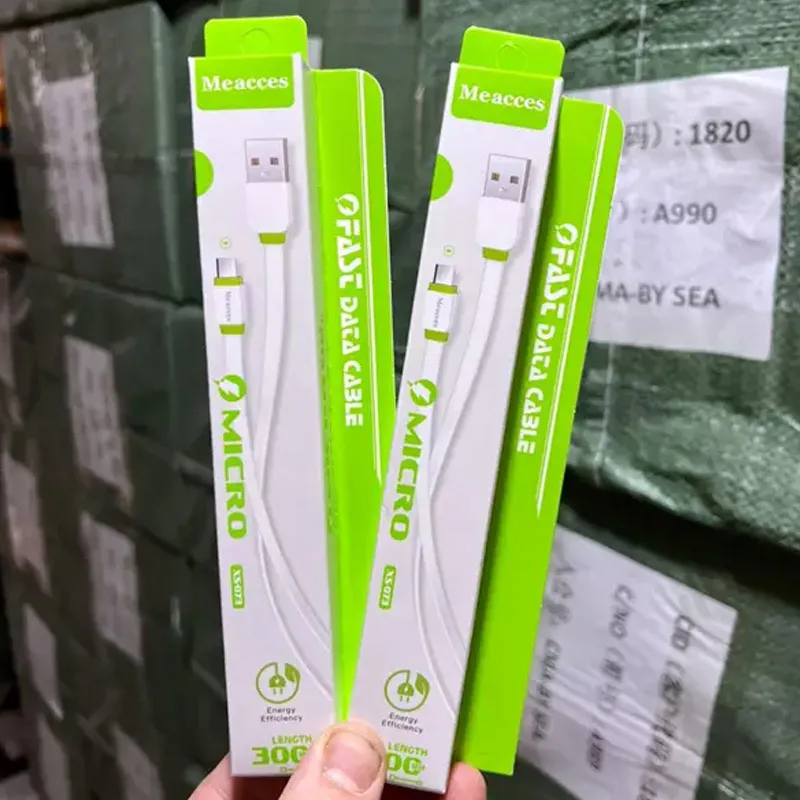 Meacces
FAST DATA CABLE
MICRO
XS-073
Energy
Efficiency
LENGTH
300
Meacces
FAST DATA CABLE
MICRO
XS-073
Energy
Efficiency
LENGTH
码）: 1820
）: A990
MA-BY SEA